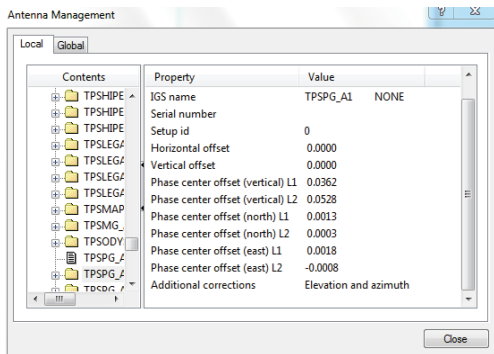 Antenna Management
?
Local
Global
Contents
TPSHIPE
TPSHIPE
TPSHIPE
TPSLEGA
TPSLEGA
TPSLEGA
TPSLEGA
TPSMAP
TPSMG_
TPSODY
TPSPG_A
TPSPG_A
TPSPG_A
Property Value
IGS name TPSPG_A1 NONE
Serial number
Setup id 0
Horizontal offset 0.0000
Vertical offset 0.0000
Phase center offset (vertical) L1 0.0362
Phase center offset (vertical) L2 0.0528
Phase center offset (north) L1 0.0013
Phase center offset (north) L2 0.0003
Phase center offset (east) L1 0.0018
Phase center offset (east) L2 -0.0008
Additional corrections Elevation and azimuth
Close